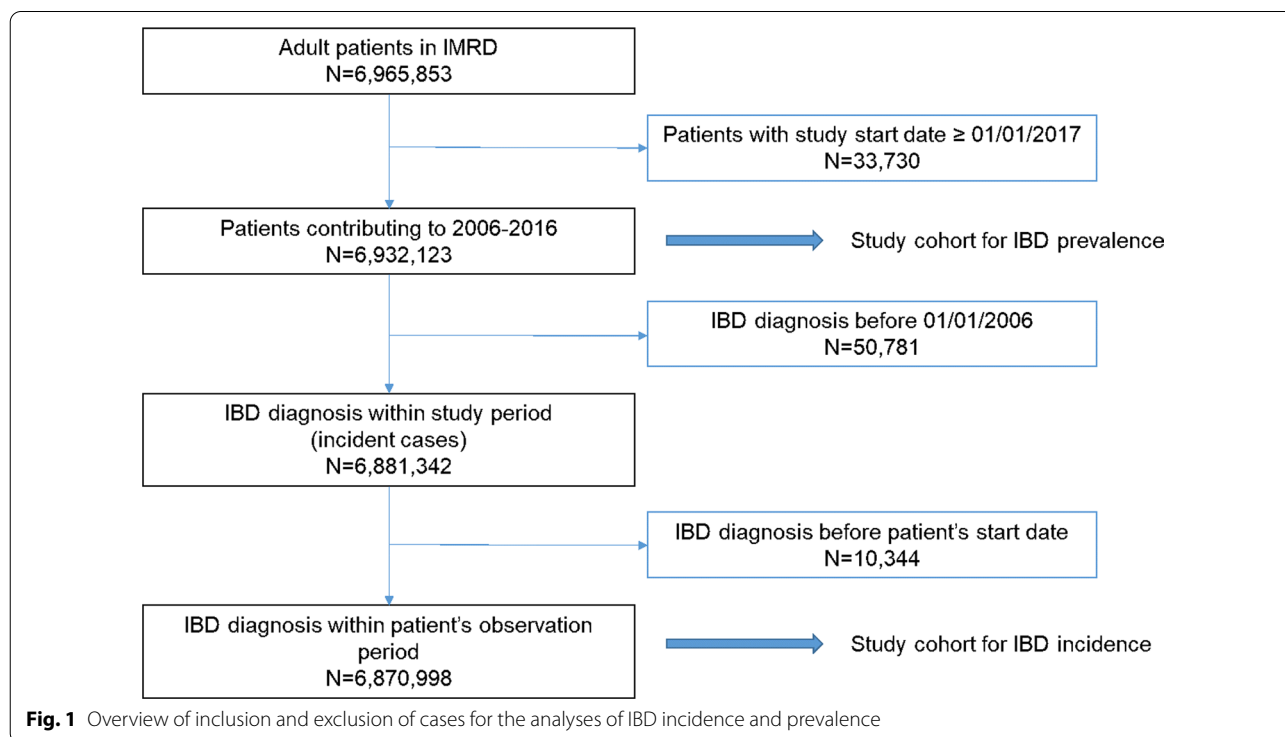 Adult patients in IMRD
N=6,965,853
Patients with study start date ≥ 01/01/2017
N=33,730
Patients contributing to 2006-2016
N=6,932,123
Study cohort for IBD prevalence
IBD diagnosis before 01/01/2006
N=50,781
IBD diagnosis within study period
(incident cases)
N=6,881,342
IBD diagnosis before patient's start date
N=10,344
IBD diagnosis within patient's observation
period
N=6,870,998
Study cohort for IBD incidence
Fig. 1 Overview of inclusion and exclusion of cases for the analyses of IBD incidence and prevalence